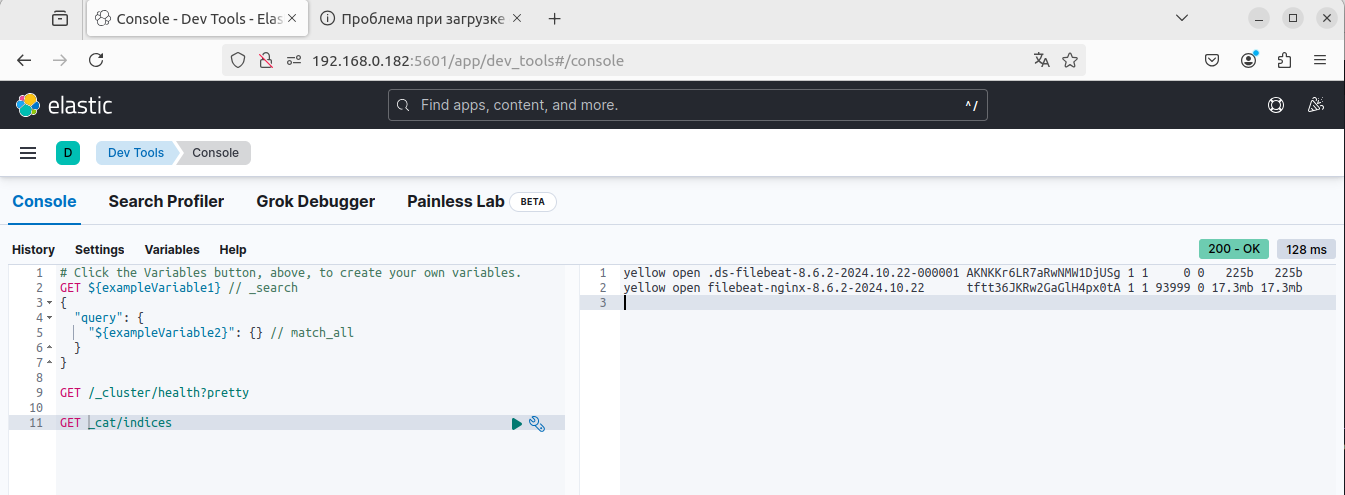 Console - Dev Tools - Elas
Проблема при загрузке
192.168.0.182:5601/app/dev_tools#/console
elastic
Find apps, content, and more.
^/
D
Dev Tools
Console
Console
Search Profiler
Grok Debugger
Painless Lab
BETA
History
Settings
Variables
Help
200 - OK
128 ms
1 # Click the Variables button, above, to create your own variables.
2 GET ${exampleVariable1} // _search
3 {
4 "query": {
5 "${exampleVariable2}": {} // match_all
6 }
7 }
8
9 GET /_cluster/health?pretty
10
11 GET _cat/indices
1 yellow open .ds-filebeat-8.6.2-2024.10.22-000001 AKNKKr6LR7aRwNMW1DjUSg 1 1 0 0 225b 225b
2 yellow open filebeat-nginx-8.6.2-2024.10.22 tftt36JKRw2GaGlH4px0tA 1 1 93999 0 17.3mb 17.3mb
3